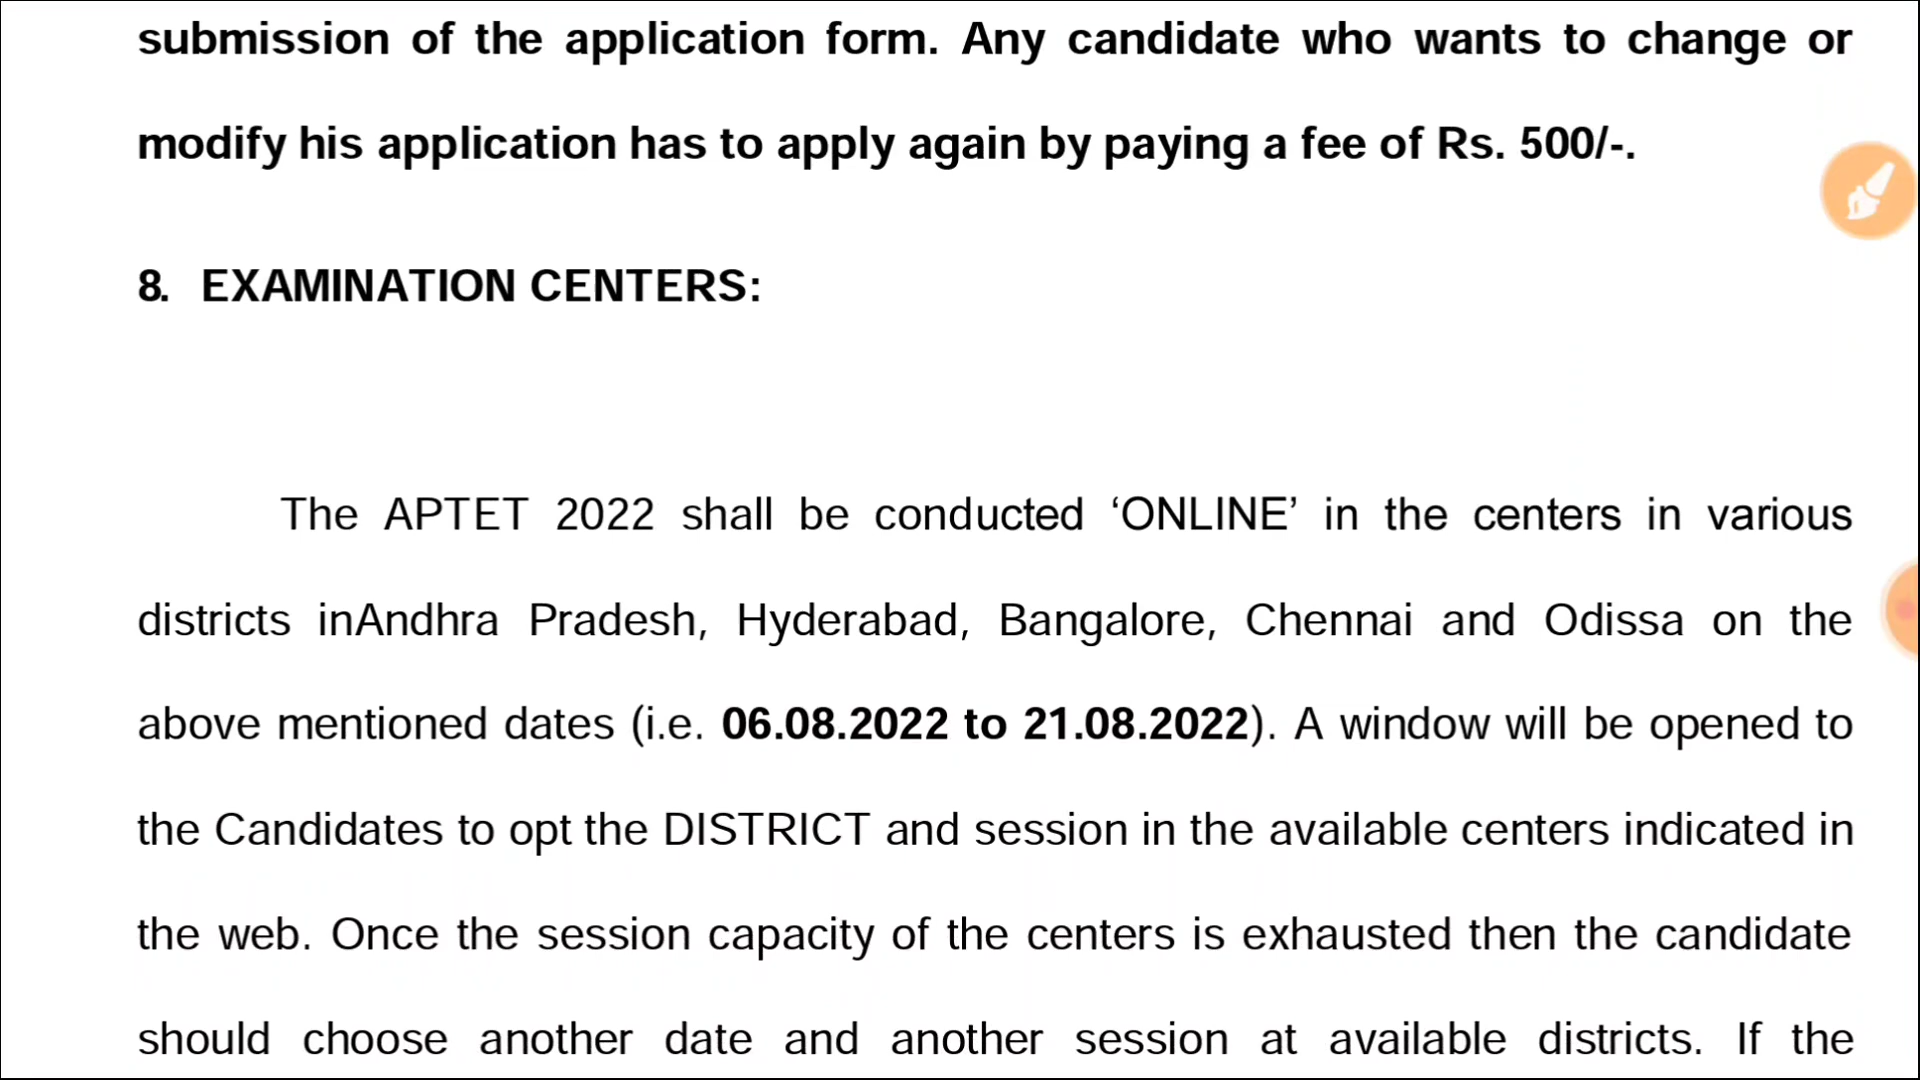 submission of the application form. Any candidate who wants to change or
modify his application has to apply again by paying a fee of Rs. 500/-.
8. EXAMINATION CENTERS:
The APTET 2022 shall be conducted ‘ONLINE’ in the centers in various
districts inAndhra Pradesh, Hyderabad, Bangalore, Chennai and Odissa on the
above mentioned dates (i.e. 06.08.2022 to 21.08.2022). A window will be opened to
the Candidates to opt the DISTRICT and session in the available centers indicated in
the web. Once the session capacity of the centers is exhausted then the candidate
should choose another date and another session at available districts. If the